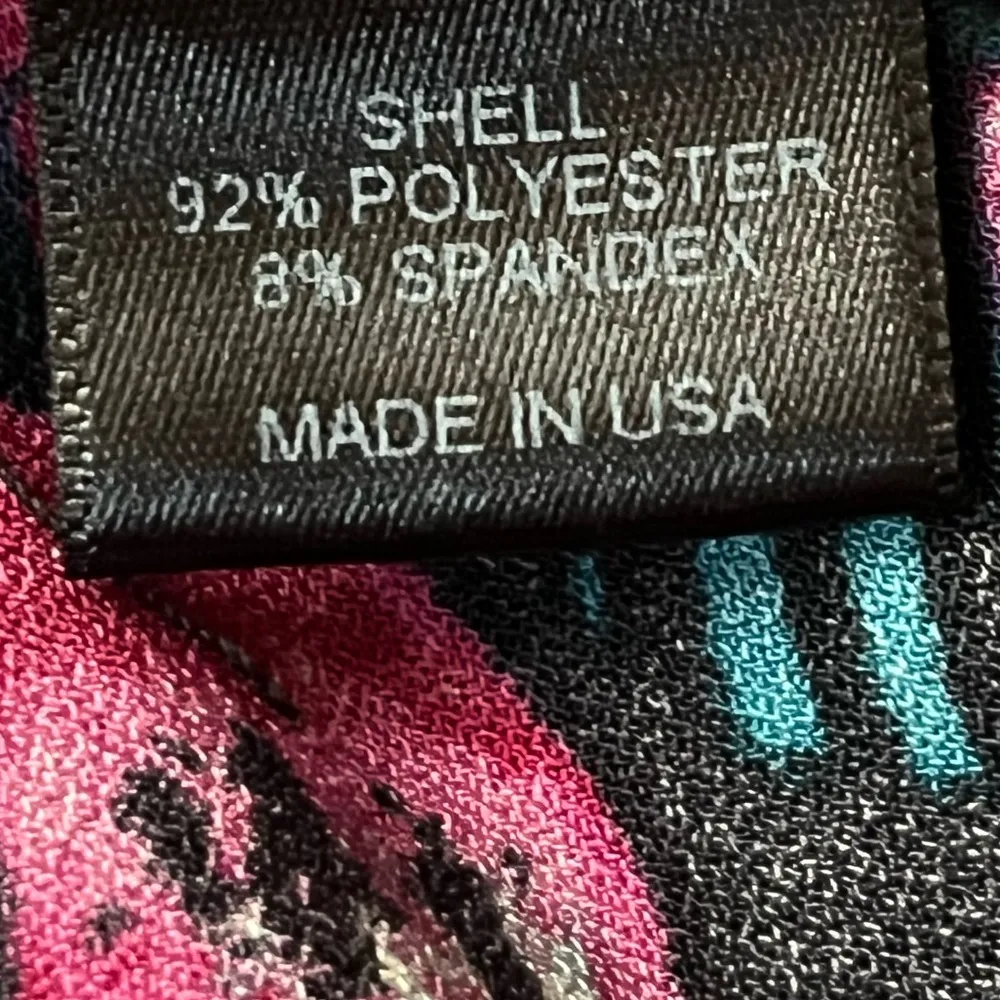 SHELL
92% POLYESTER
8% SPANDEX
MADE IN USA